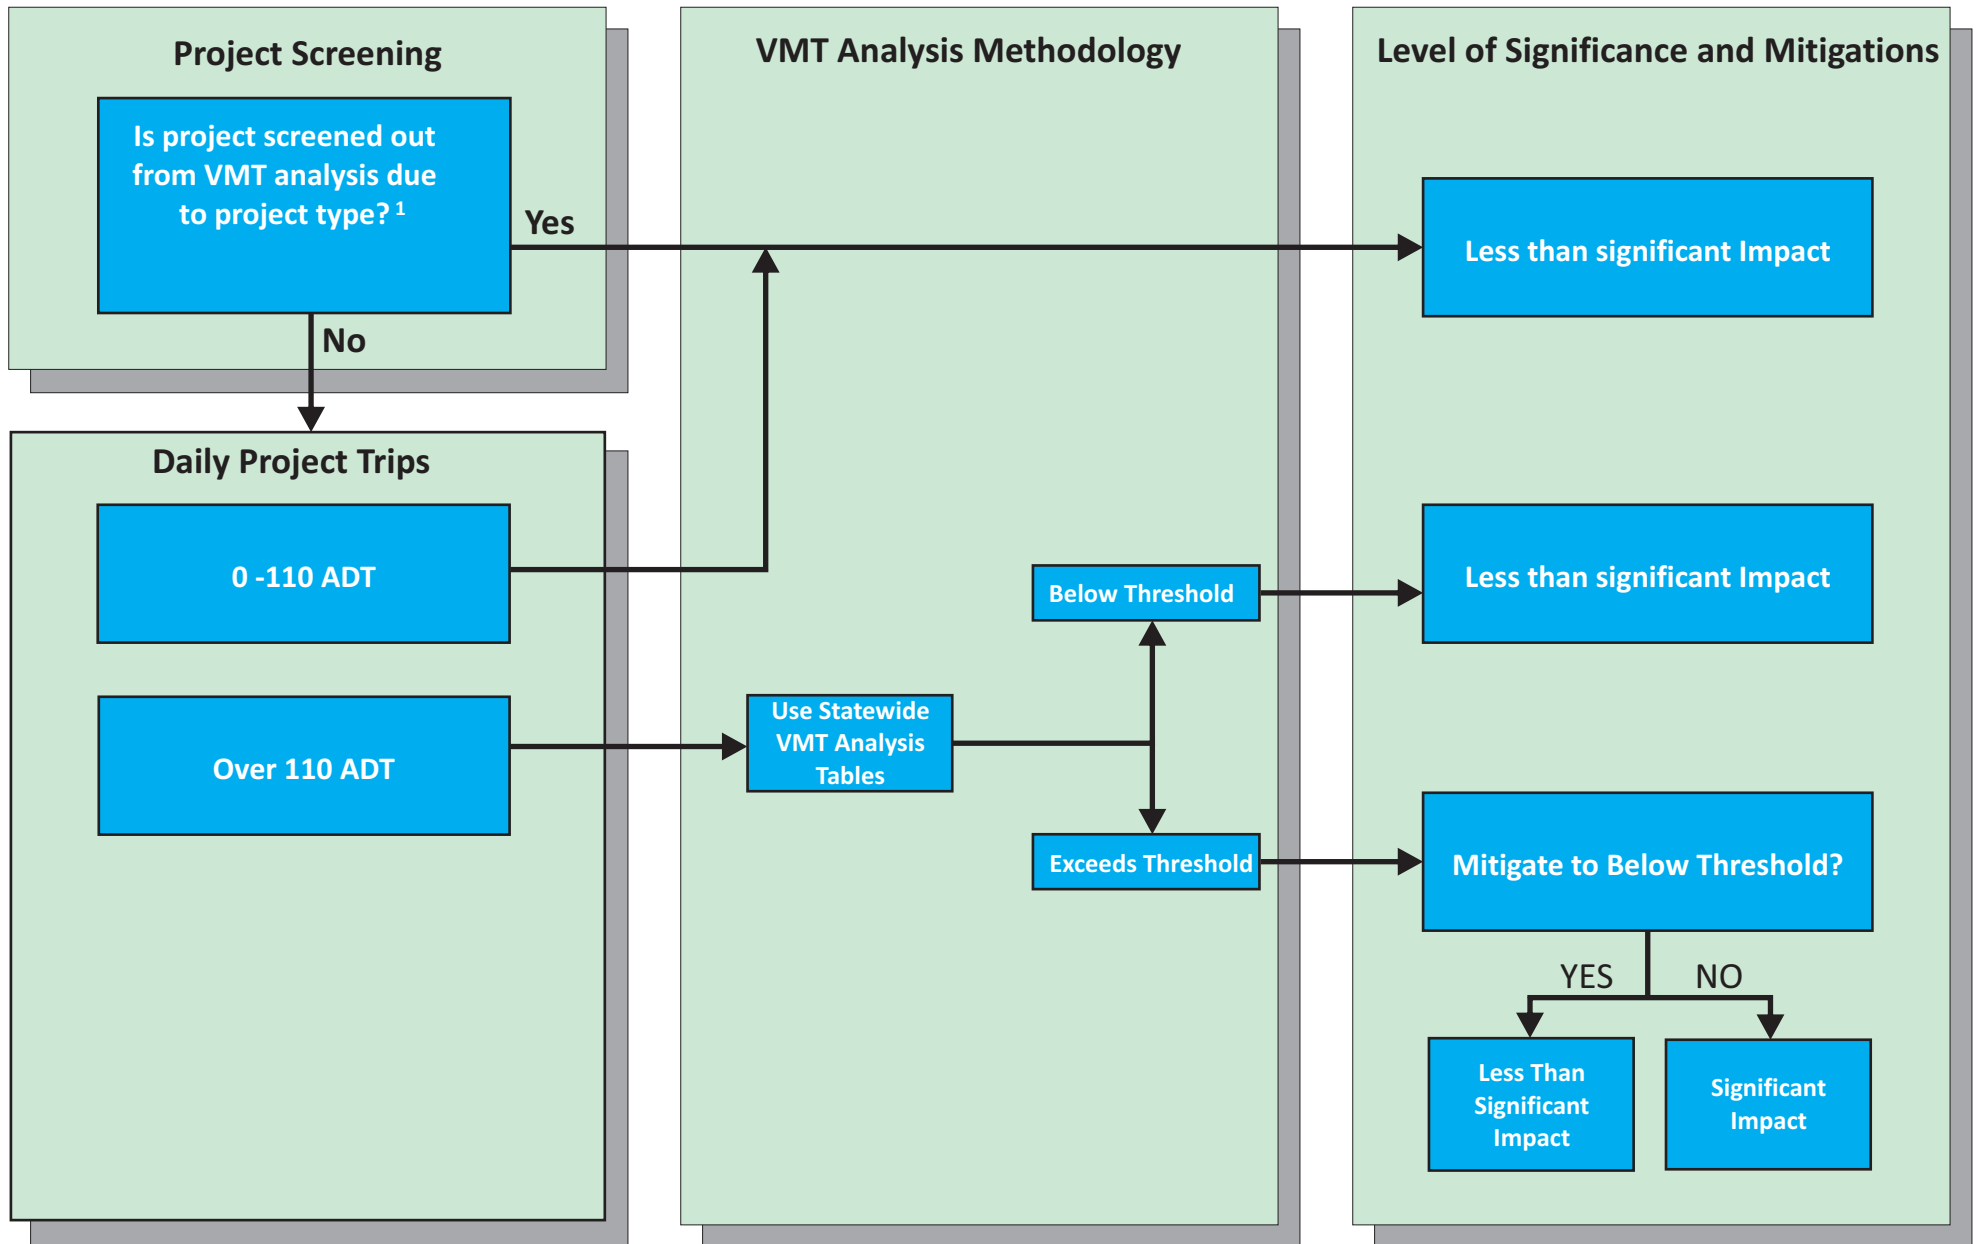 Project Screening
Is project screened out
from VMT analysis due
to project type? 1
Yes
No
Daily Project Trips
0 -110 ADT
Over 110 ADT
VMT Analysis Methodology
Use Statewide
VMT Analysis
Tables
Below Threshold
Exceeds Threshold
Level of Significance and Mitigations
Less than significant Impact
Less than significant Impact
Mitigate to Below Threshold?
YES
NO
Less Than
Significant
Impact
Significant
Impact